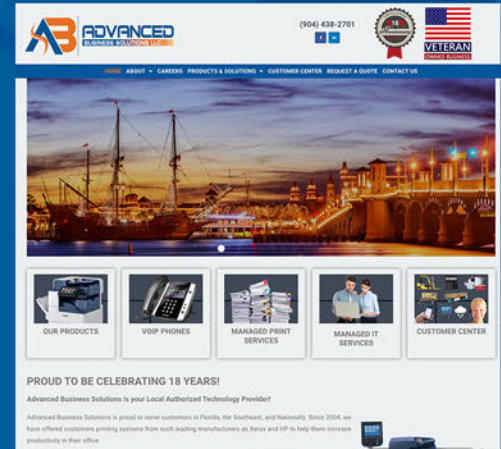 AB ADVANCED
BUSINESS SOLUTIONS LLC
(904) 438-2701
18
Anniversary
VETERAN
OWNED BUSINESS
HOME ABOUT CAREERS PRODUCTS & SOLUTIONS CUSTOMER CENTER REQUEST A QUOTE CONTACT US
OUR PRODUCTS
VOIP PHONES
MANAGED PRINT
SERVICES
MANAGED IT
SERVICES
CUSTOMER CENTER
PROUD TO BE CELEBRATING 18 YEARS!
Advanced Business Solutions is your Local Authorized Technology Provider!
Advanced Business Solutions is proud to serve customers in Florida, the Southeast, and Nationally. Since 2004, we
have offered customers printing systems from such leading manufacturers as Xerox and HP to help them increase
productivity in their office